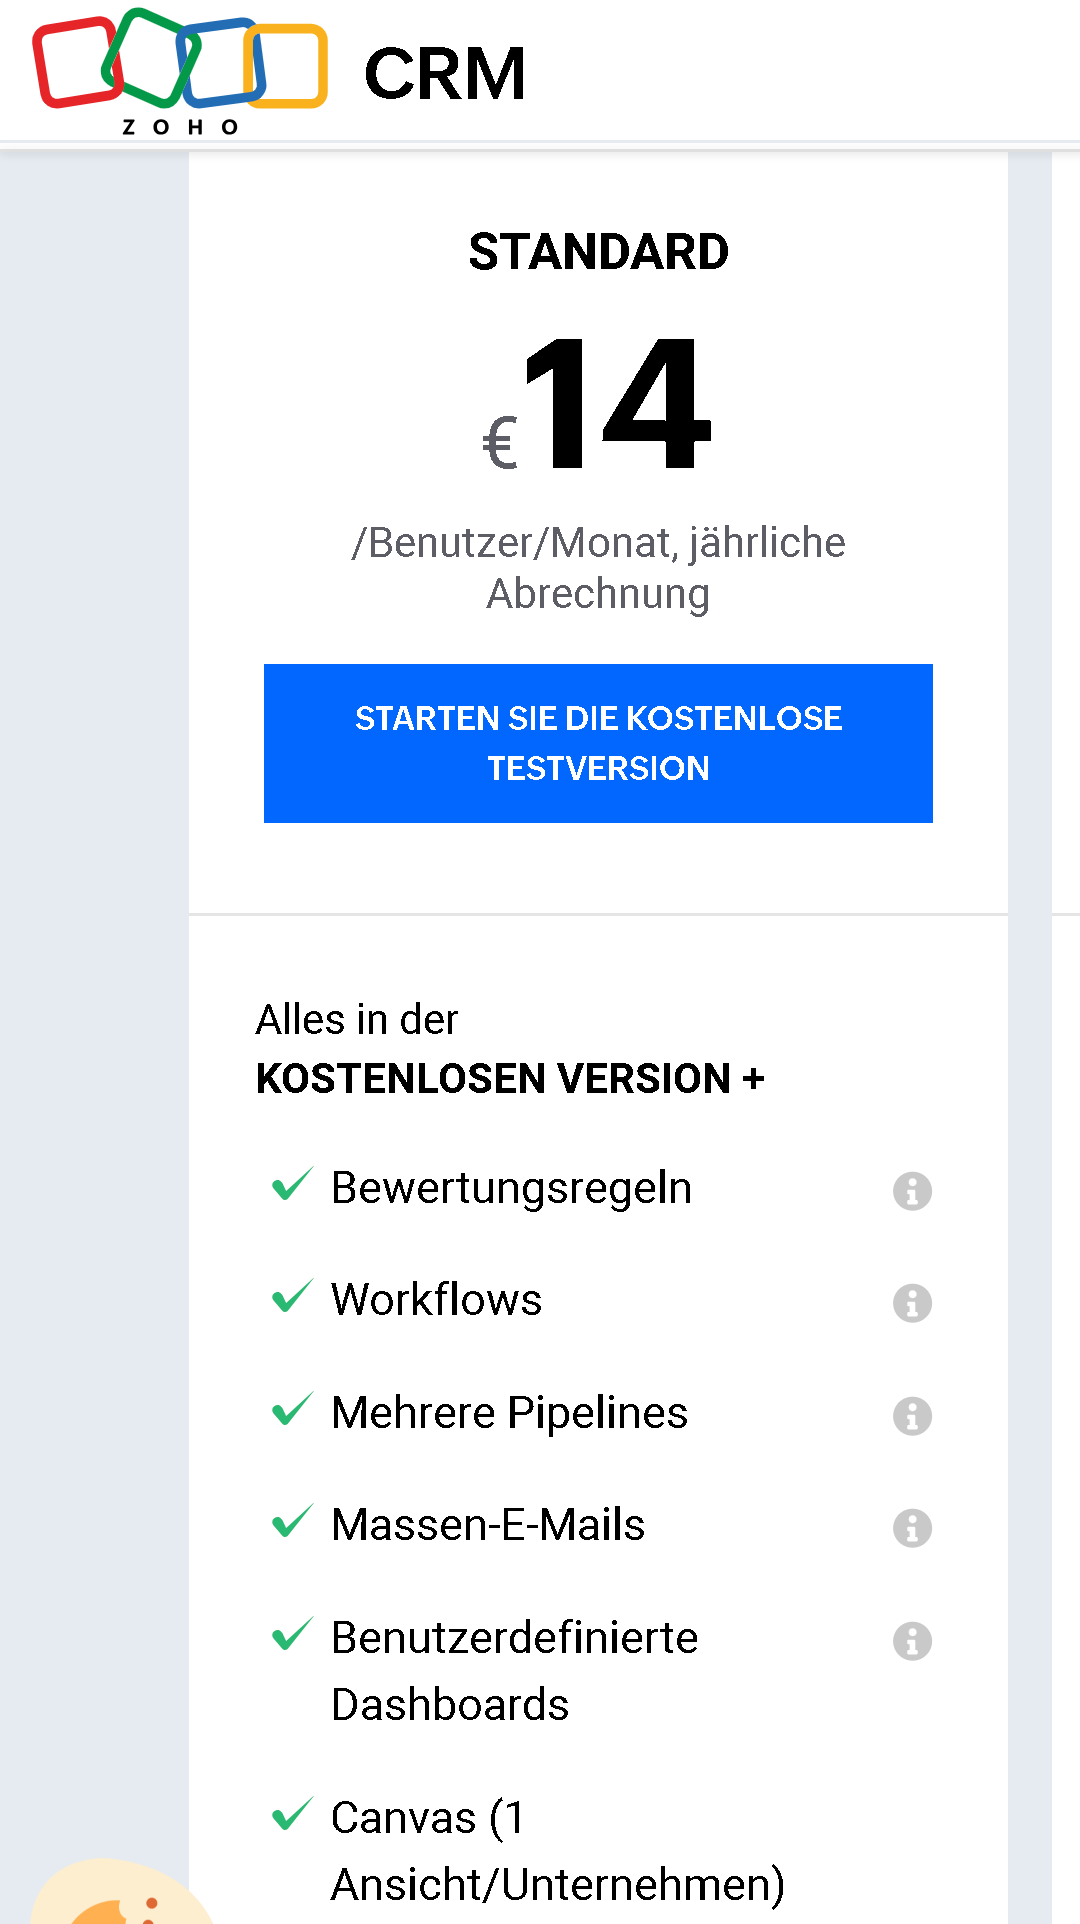 ZOHO
CRM
STANDARD
€14
/Benutzer/Monat, jährliche
Abrechnung
STARTEN SIE DIE KOSTENLOSE
TESTVERSION
Alles in der
KOSTENLOSEN VERSION +
Bewertungsregeln
Workflows
Mehrere Pipelines
Massen-E-Mails
Benutzerdefinierte
Dashboards
Canvas (1
Ansicht/Unternehmen)